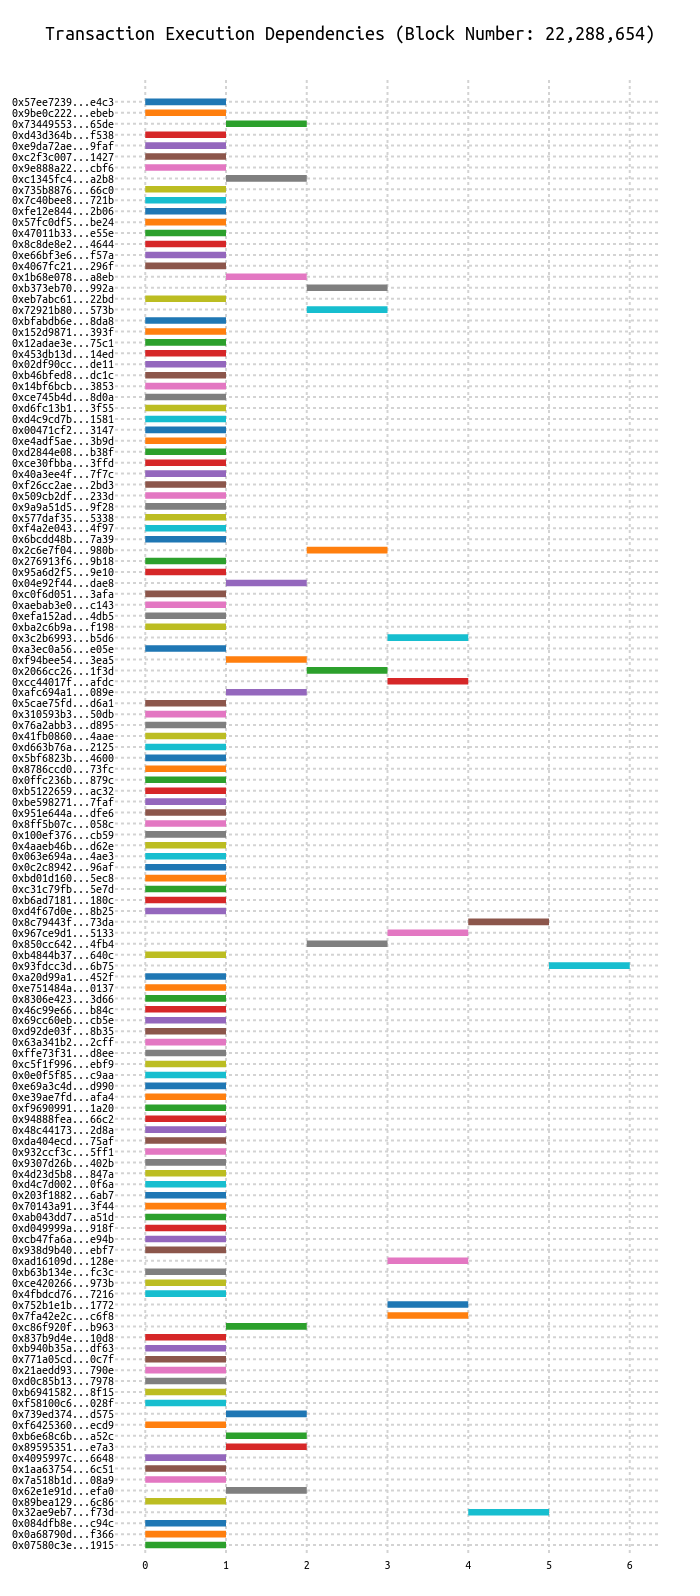 Transaction Execution Dependencies (Block Number: 22,288,654)
0x57ee7239...e4c3
0x9be0c222...ebeb
0x73449553...65de
0xd43d364b...f538
0xe9da72ae...9faf
0xc2f3c007...1427
0x9e888a22...cbf6
0xc1345fc4...a2b8
0x735b8876...66c0
0x7c40bee8...721b
0xfe12e844...2b06
0x57fc0df5...be24
0x47011b33...e55e
0x8c8de8e2...4644
0xe66bf3e6...f57a
0x4067fc21...296f
0x1b68e078...a8eb
0xb373eb70...992a
0xeb7abc61...22bd
0x72921b80...573b
0xbfabdb6e...8da8
0x152d9871...393f
0x12adae3e...75c1
0x453db13d...14ed
0x02df90cc...de11
0xb46bfed8...dc1c
0x14bf6bcb...3853
0xce745b4d...8d0a
0xd6fc13b1...3f55
0xd4c9cd7b...1581
0x00471cf2...3147
0xe4adf5ae...3b9d
0xd2844e08...b38f
0xce30fbba...3ffd
0x40a3ee4f...7f7c
0xf26cc2ae...2bd3
0x509cb2df...233d
0x9a9a51d5...9f28
0x577daf35...5338
0xf4a2e043...4f97
0x6bcdd48b...7a39
0x2c6e7f04...980b
0x276913f6...9b18
0x95a6d2f5...9e10
0x04e92f44...dae8
0xc0f6d051...3afa
0xaebab3e0...c143
0xefa152ad...4db5
0xba2c6b9a...f198
0x3c2b6993...b5d6
0xa3ec0a56...e05e
0xf94bee54...3ea5
0x2066cc26...1f3d
0xcc44017f...afdc
0xafc694a1...089e
0x5cae75fd...d6a1
0x310593b3...50db
0x76a2abb3...d895
0x41fb0860...4aae
0xd663b76a...2125
0x5bf6823b...4600
0x8786ccd0...73fc
0x0ffc236b...879c
0xb5122659...ac32
0xbe598271...7faf
0x951e644a...dfe6
0x8ff5b07c...058c
0x100ef376...cb59
0x4aaeb46b...d62e
0x063e694a...4ae3
0x0c2c8942...96af
0xbd01d160...5ec8
0xc31c79fb...5e7d
0xb6ad7181...180c
0xd4f67d0e...8b25
0x8c79443f...73da
0x967ce9d1...5133
0x850cc642...4fb4
0xb4844b37...640c
0x93fdcc3d...6b75
0xa20d99a1...452f
0xe751484a...0137
0x8306e423...3d66
0x46c99e66...b84c
0x69cc60eb...cb5e
0xd92de03f...8b35
0x63a341b2...2cff
0xffe73f31...d8ee
0xc5f1f996...ebf9
0x0e0f5f85...c9aa
0xe69a3c4d...d990
0xe39ae7fd...afa4
0xf9690991...1a20
0x94888fea...66c2
0x48c44173...2d8a
0xda404ecd...75af
0x932ccf3c...5ff1
0x9307d26b...402b
0x4d23d5b8...847a
0xd4c7d002...0f6a
0x203f1882...6ab7
0x70143a91...3f44
0xab043dd7...a51d
0xd049999a...918f
0xcb47fa6a...e94b
0x938d9b40...ebf7
0xad16109d...128e
0xb63b134e...fc3c
0xce420266...973b
0x4fbdcd76...7216
0x752b1e1b...1772
0x7fa42e2c...c6f8
0xc86f920f...b963
0x837b9d4e...10d8
0xb940b35a...df63
0x771a05cd...0c7f
0x21aedd93...790e
0xd0c85b13...7978
0xb6941582...8f15
0xf58100c6...028f
0x739ed374...d575
0xf6425360...ecd9
0xb6e68c6b...a52c
0x89595351...e7a3
0x4095997c...6648
0x1aa63754...6c51
0x7a518b1d...08a9
0x62e1e91d...efa0
0x89bea129...6c86
0x32ae9eb7...f73d
0x084dfb8e...c94c
0x0a68790d...f366
0x07580c3e...1915
0 1 2 3 4 5 6